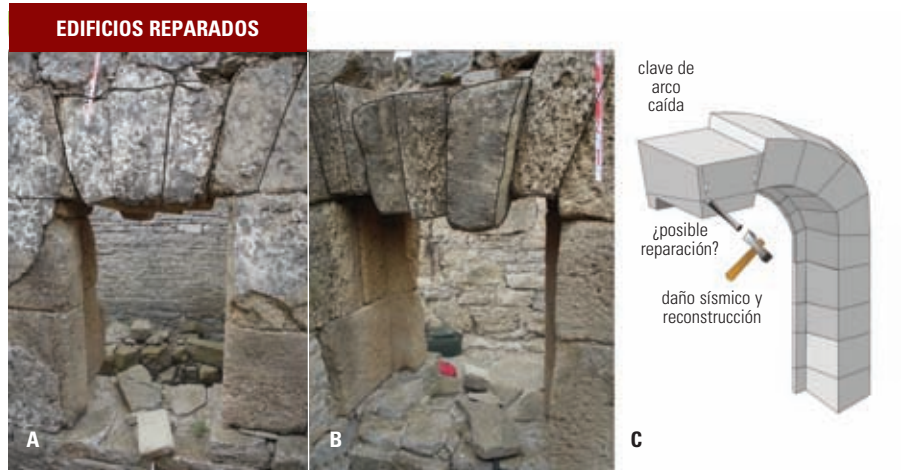 EDIFICIOS REPARADOS
A
B
clave de
arco
caída
¿posible
reparación?
daño sísmico y
reconstrucción
C